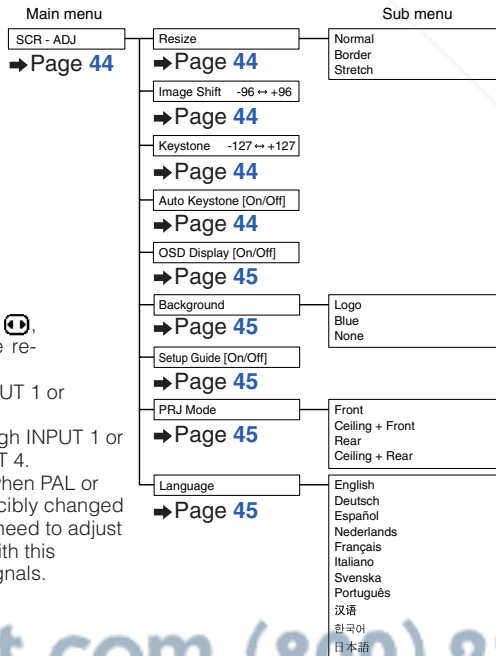 Main menu
Sub menu
SCR - ADJ
➡Page 44
Resize
➡Page 44
Normal
Border
Stretch
Image Shift -96 ↔ +96
➡Page 44
Keystone -127 ↔ +127
➡Page 44
Auto Keystone [On/Off]
➡Page 44
OSD Display [On/Off]
➡Page 45
Background
➡Page 45
Logo
Blue
None
Setup Guide [On/Off]
➡Page 45
PRJ Mode
➡Page 45
Front
Ceiling + Front
Rear
Ceiling + Rear
Language
➡Page 45
English
Deutsch
Español
Nederlands
Français
Italiano
Svenska
Português
汉语
한국어
日本語
e re-
UT 1 or
gh INPUT 1 or
T 4.
when PAL or
cibly changed
need to adjust
ith this
gnals.